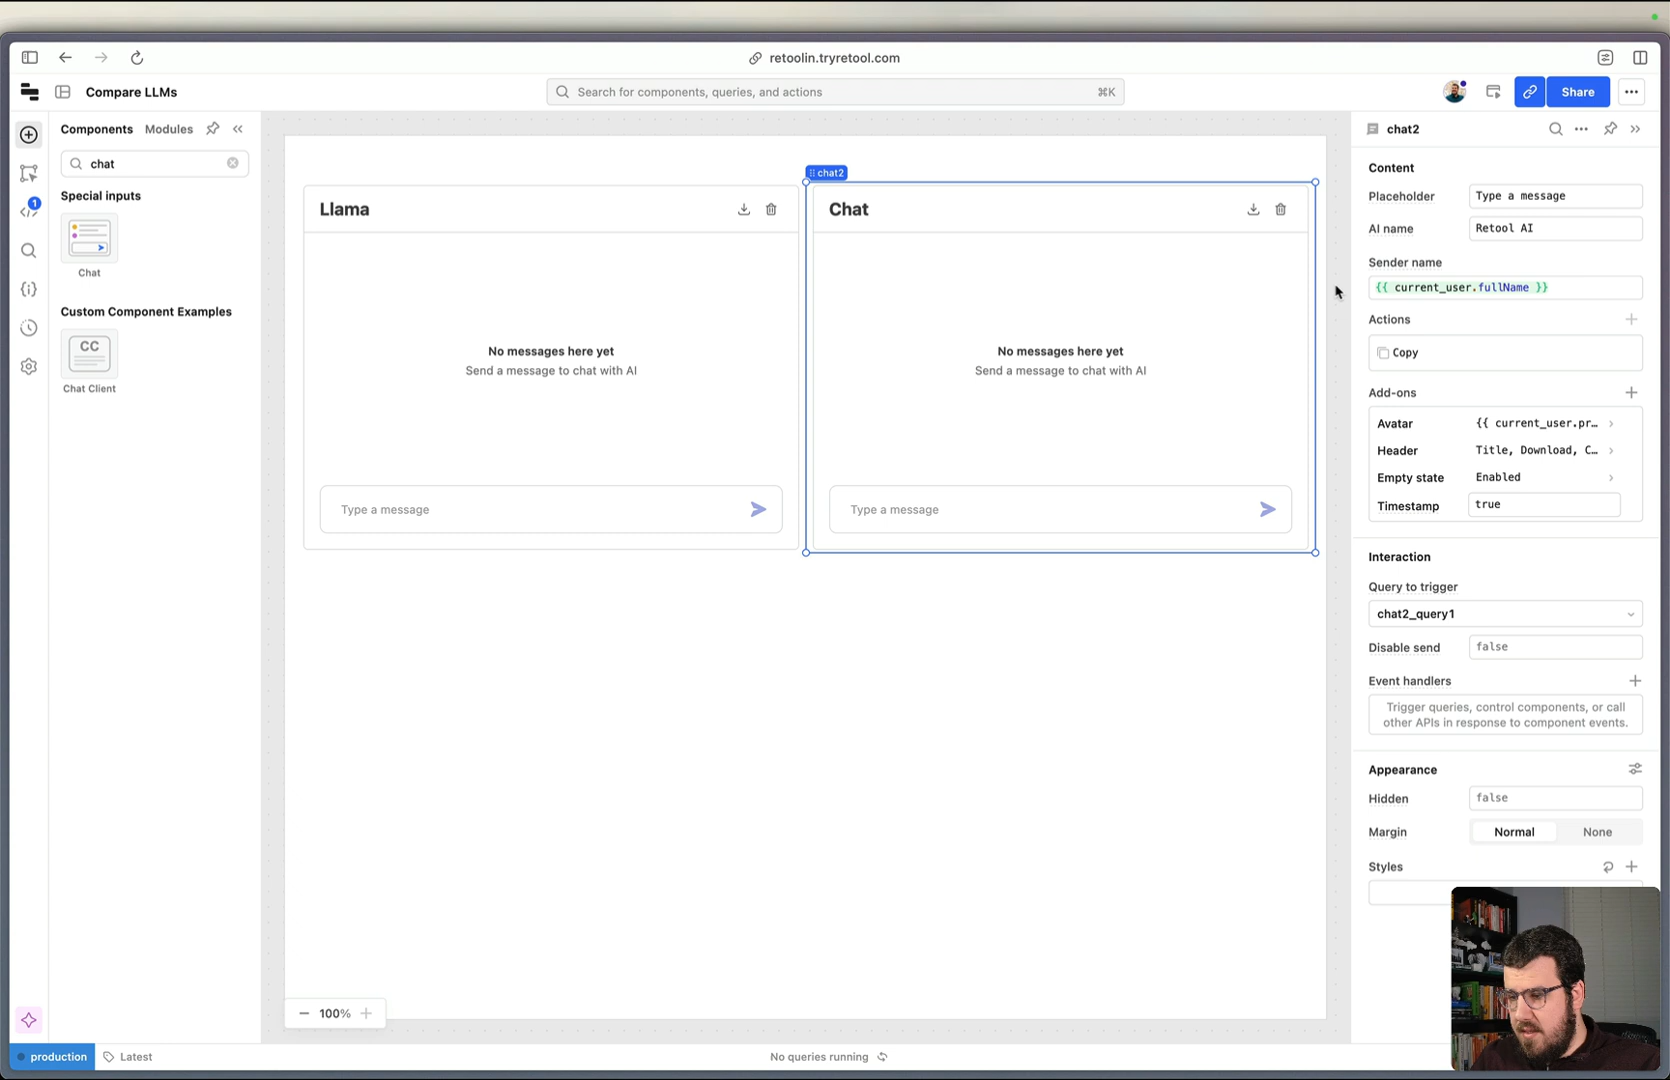 retoolin.tryretool.com
Compare LLMs
Search for components, queries, and actions
⌘K
Share
Components
Modules
chat
Special inputs
Chat
Custom Component Examples
CC
Chat Client
1
Llama
No messages here yet
Send a message to chat with AI
Type a message
chat2
Chat
No messages here yet
Send a message to chat with AI
Type a message
100%
production
Latest
No queries running
chat2
Content
Placeholder
Type a message
AI name
Retool AI
Sender name
{{ current_user.fullName }}
Actions
Copy
Add-ons
Avatar
{{ current_user.pr…
Header
Title, Download, C…
Empty state
Enabled
Timestamp
true
Interaction
Query to trigger
chat2_query1
Disable send
false
Event handlers
Trigger queries, control components, or call
other APIs in response to component events.
Appearance
Hidden
false
Margin
Normal
None
Styles